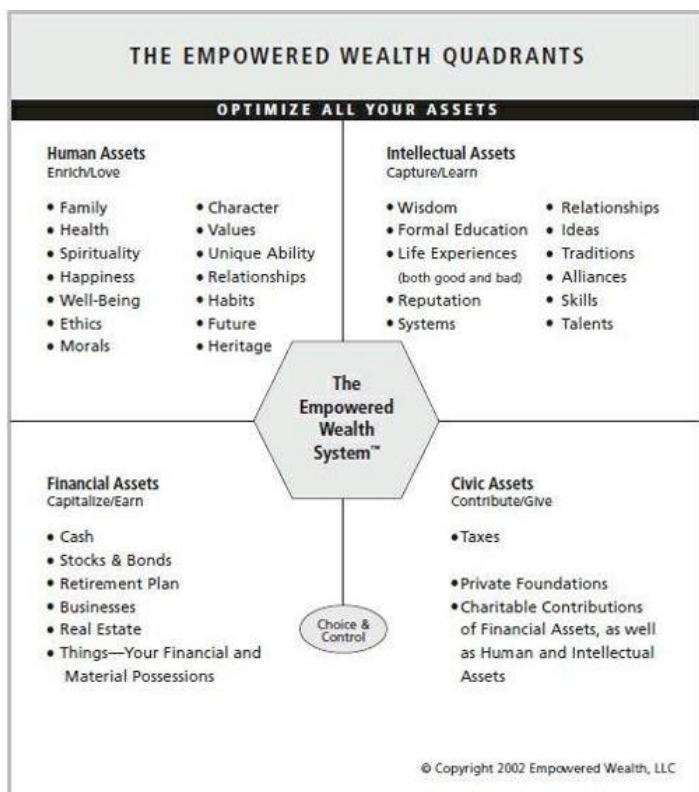 THE EMPOWERED WEALTH QUADRANTS
OPTIMIZE ALL YOUR ASSETS
Human Assets
Enrich/Love
• Family
• Health
• Spirituality
• Happiness
• Well-Being
• Ethics
• Morals
• Character
• Values
• Unique Ability
• Relationships
• Habits
• Future
• Heritage
Intellectual Assets
Capture/Learn
• Wisdom
• Formal Education
• Life Experiences
(both good and bad)
• Reputation
• Systems
• Relationships
• Ideas
• Traditions
• Alliances
• Skills
• Talents
The
Empowered
Wealth
System™
Financial Assets
Capitalize/Earn
• Cash
• Stocks & Bonds
• Retirement Plan
• Businesses
• Real Estate
• Things—Your Financial and
Material Possessions
Choice &
Control
Civic Assets
Contribute/Give
• Taxes
• Private Foundations
• Charitable Contributions
of Financial Assets, as well
as Human and Intellectual
Assets
© Copyright 2002 Empowered Wealth, LLC